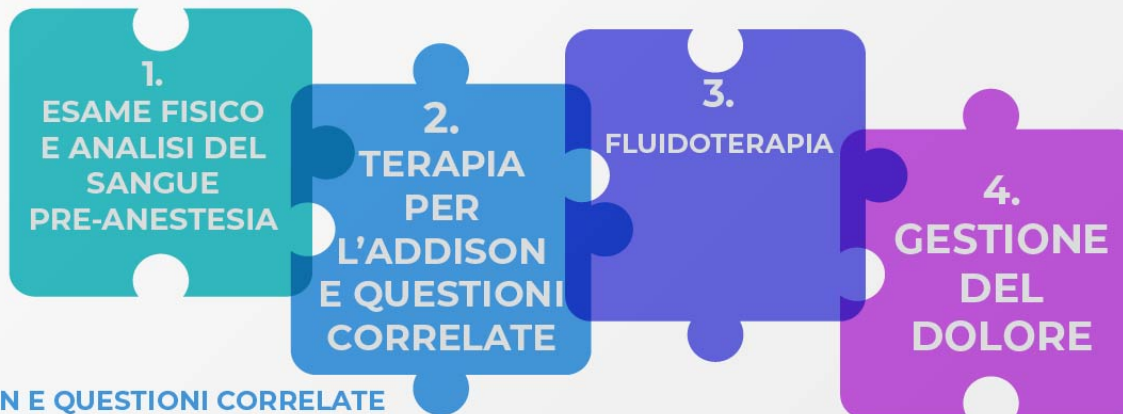 1.
ESAME FISICO
E ANALISI DEL
SANGUE
PRE-ANESTESIA
2.
TERAPIA
PER
L'ADDISON
E QUESTIONI
CORRELATE
3.
FLUIDOTERAPIA
4.
GESTIONE
DEL
DOLORE
N E QUESTIONI CORRELATE